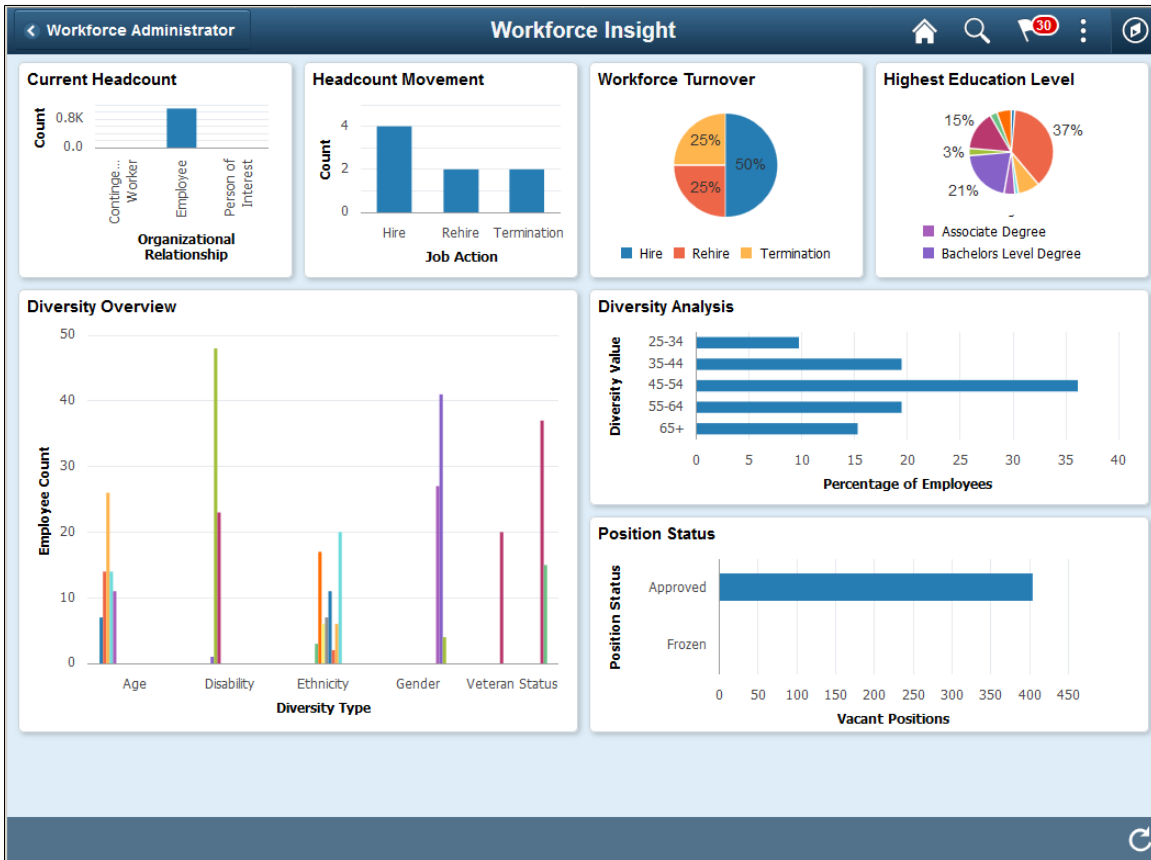 Workforce Administrator
Workforce Insight
30
Current Headcount
Count
0.8K
0.0
Continge...
Worker
Employee
Person of
Interest
Organizational
Relationship
Headcount Movement
Count
4
2
0
Hire
Rehire
Termination
Job Action
Workforce Turnover
25%
50%
25%
Hire
Rehire
Termination
Highest Education Level
15%
37%
3%
21%
Associate Degree
Bachelors Level Degree
Diversity Overview
Employee Count
50
40
30
20
10
0
Age
Disability
Ethnicity
Gender
Veteran Status
Diversity Type
Diversity Analysis
Diversity Value
25-34
35-44
45-54
55-64
65+
0 5 10 15 20 25 30 35 40
Percentage of Employees
Position Status
Position Status
Approved
Frozen
0 50 100 150 200 250 300 350 400 450
Vacant Positions